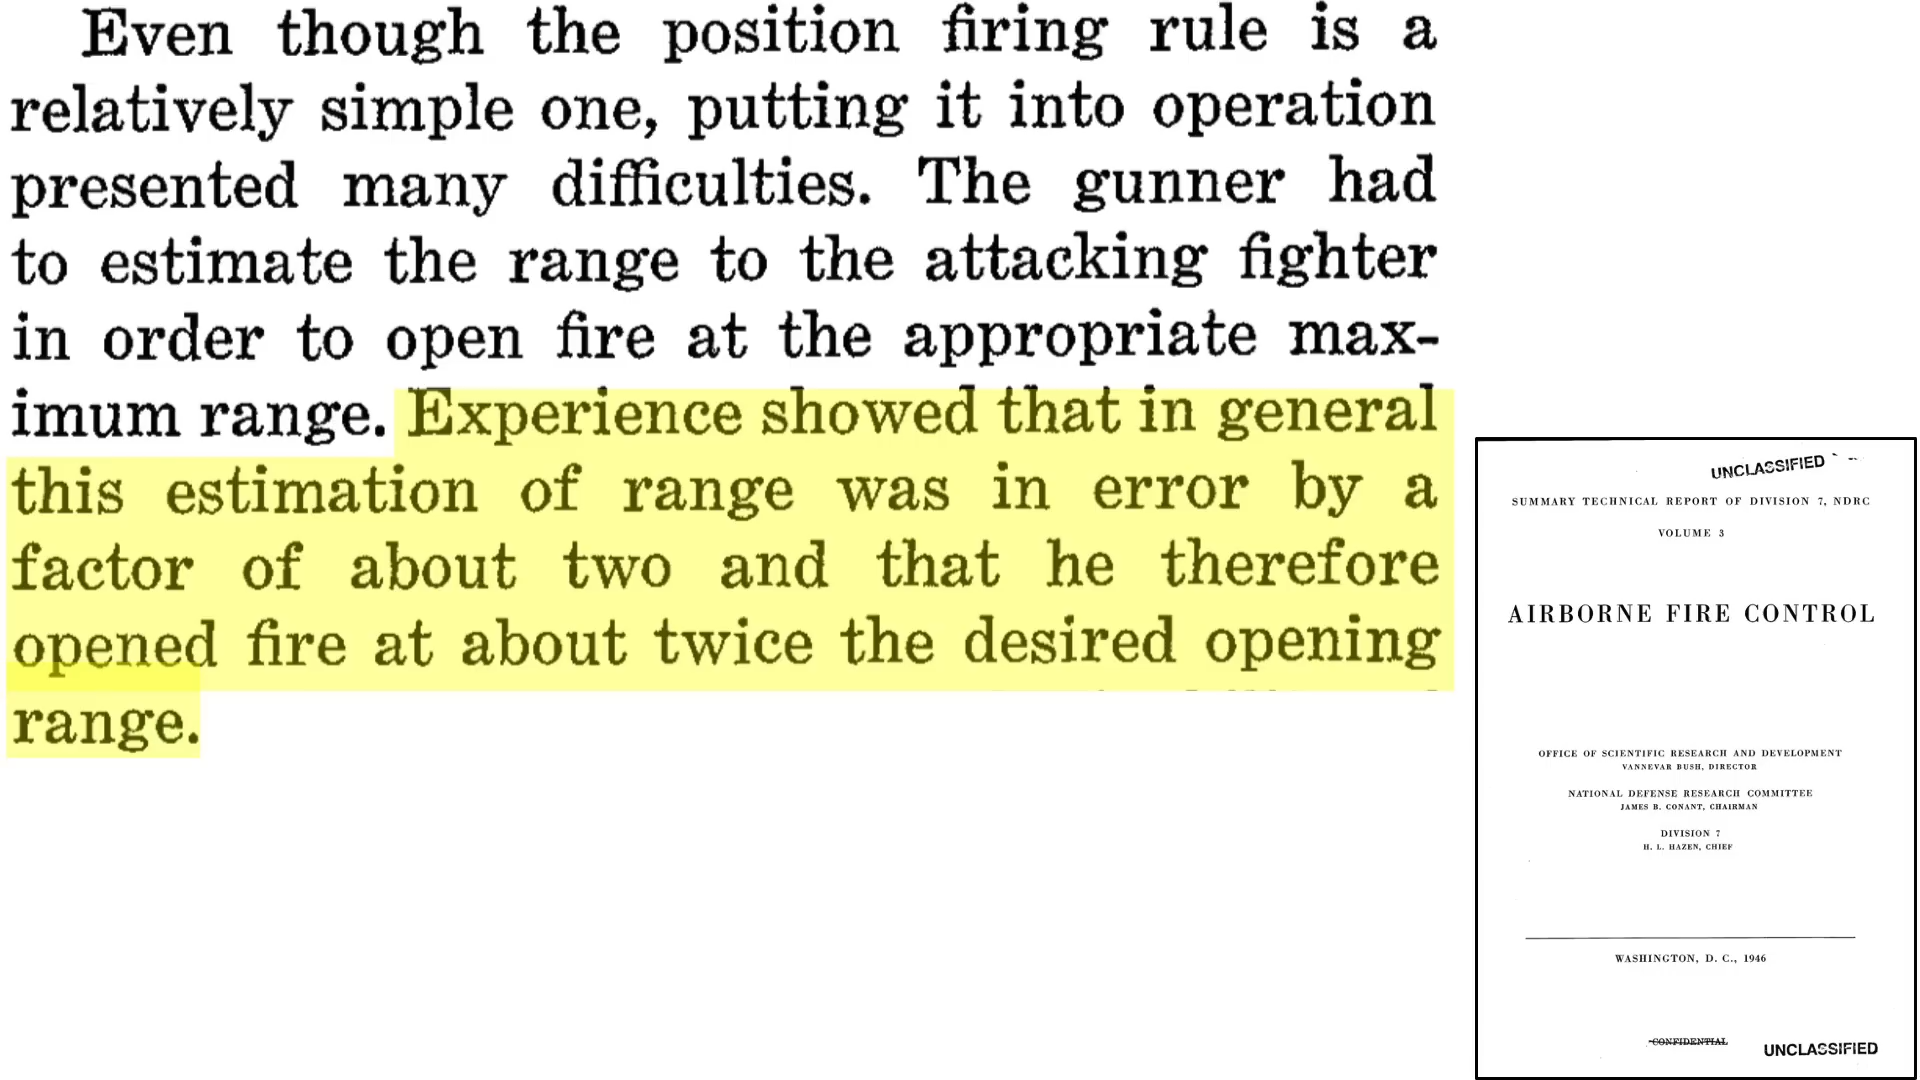 Even though the position firing rule is a
relatively simple one, putting it into operation
presented many difficulties. The gunner had
to estimate the range to the attacking fighter
in order to open fire at the appropriate max-
imum range. Experience showed that in general
this estimation of range was in error by a
factor of about two and that he therefore
opened fire at about twice the desired opening
range.
UNCLASSIFIED
SUMMARY TECHNICAL REPORT OF DIVISION 7, NDRC
VOLUME 3
AIRBORNE FIRE CONTROL
OFFICE OF SCIENTIFIC RESEARCH AND DEVELOPMENT
VANNEVAR BUSH, DIRECTOR
NATIONAL DEFENSE RESEARCH COMMITTEE
JAMES B. CONANT, CHAIRMAN
DIVISION 7
H. L. HAZEN, CHIEF
WASHINGTON, D. C., 1946
CONFIDENTIAL
UNCLASSIFIED